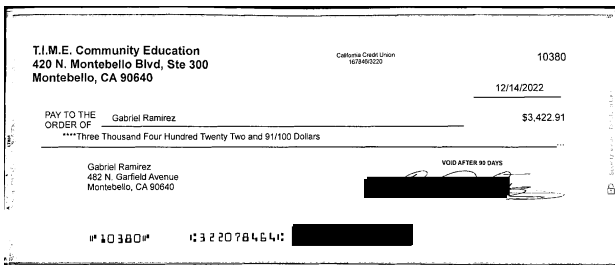 T.I.M.E. Community Education
420 N. Montebello Blvd, Ste 300
Montebello, CA 90640
California Credit Union
167846/3220
10380
12/14/2022
PAY TO THE
ORDER OF Gabriel Ramirez
$3,422.91
****Three Thousand Four Hundred Twenty Two and 91/100 Dollars
Gabriel Ramirez
482 N. Garfield Avenue
Montebello, CA 90640
VOID AFTER 90 DAYS
⑈10380⑈ ⑆322078464⑆